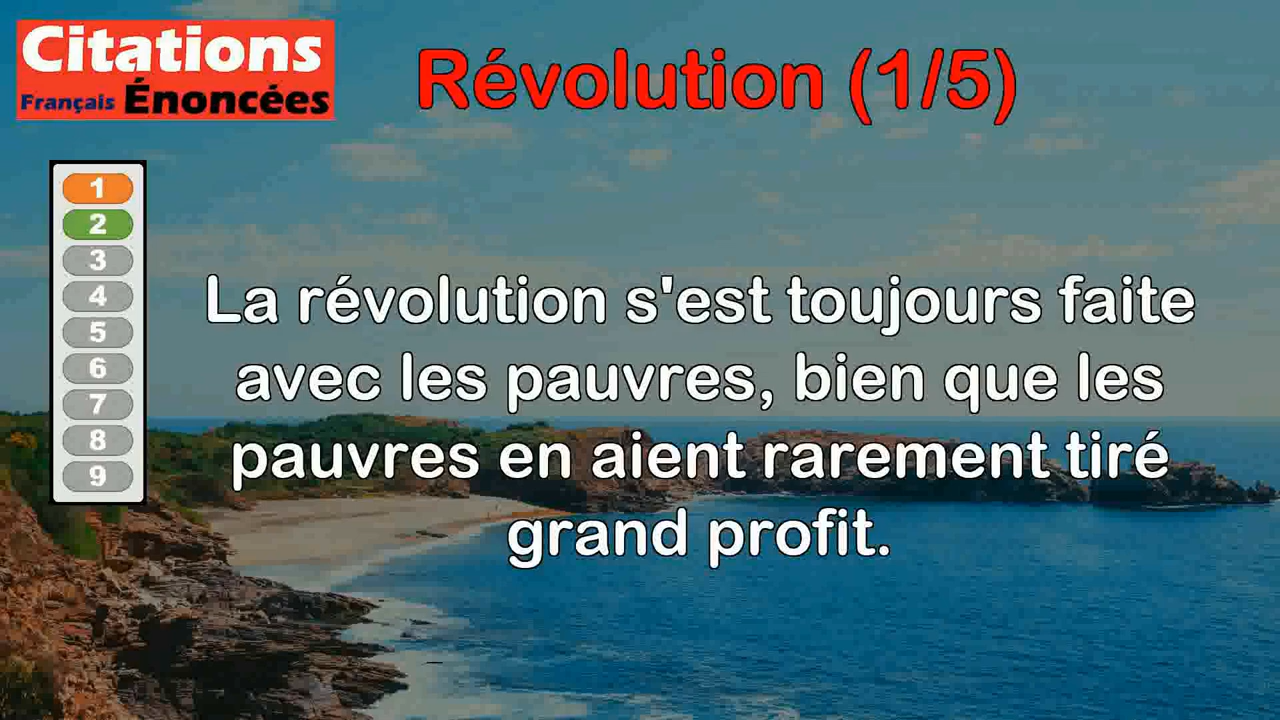 Citations
Français Énoncées
Révolution (1/5)
1
2
3
4
5
6
7
8
9
La révolution s'est toujours faite
avec les pauvres, bien que les
pauvres en aient rarement tiré
grand profit.